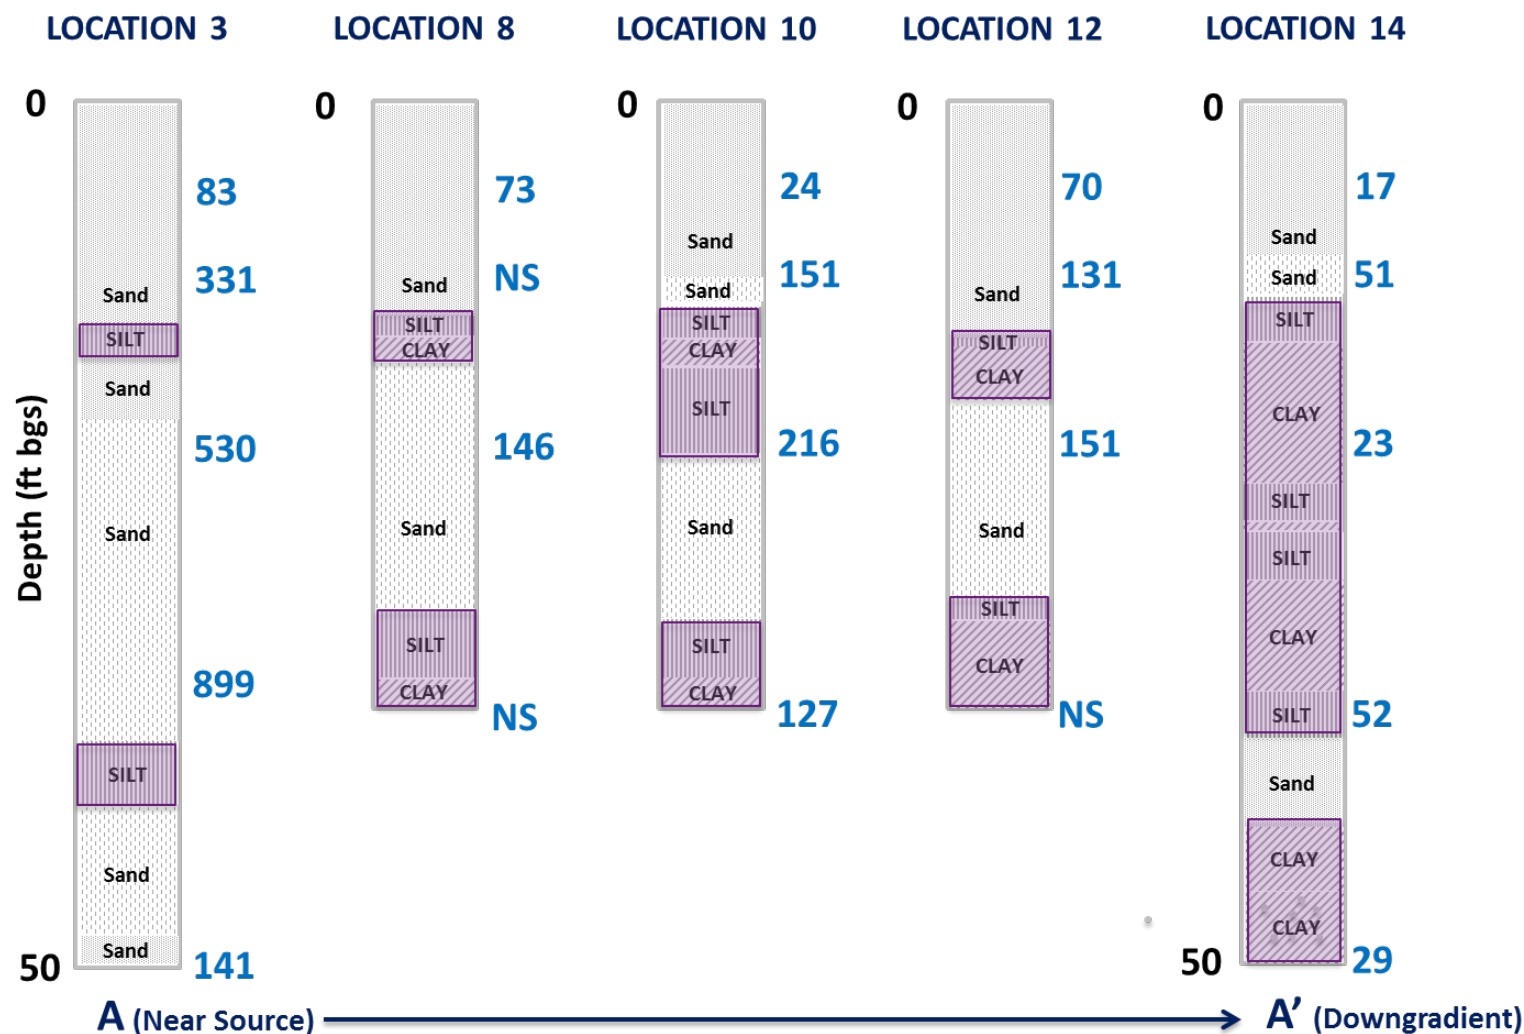 LOCATION 3
LOCATION 8
LOCATION 10
LOCATION 12
LOCATION 14
Depth (ft bgs)
0
83
331
Sand
SILT
Sand
530
Sand
899
SILT
Sand
Sand
50
141
0
73
NS
Sand
SILT
CLAY
146
Sand
SILT
CLAY
NS
0
24
Sand
151
Sand
SILT
CLAY
SILT
216
Sand
SILT
CLAY
127
0
70
131
Sand
SILT
CLAY
151
Sand
SILT
CLAY
NS
0
17
Sand
51
Sand
SILT
CLAY
23
SILT
SILT
CLAY
SILT
52
Sand
CLAY
CLAY
50
29
A (Near Source)
A’ (Downgradient)